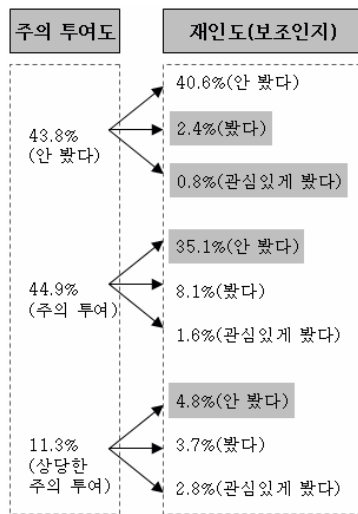 주의 투여도
재인도(보조인지)
43.8%
(안 봤다)
40.6%(안 봤다)
2.4%(봤다)
0.8%(관심있게 봤다)
44.9%
(주의 투여)
35.1%(안 봤다)
8.1%(봤다)
1.6%(관심있게 봤다)
11.3%
(상당한
주의 투여)
4.8%(안 봤다)
3.7%(봤다)
2.8%(관심있게 봤다)